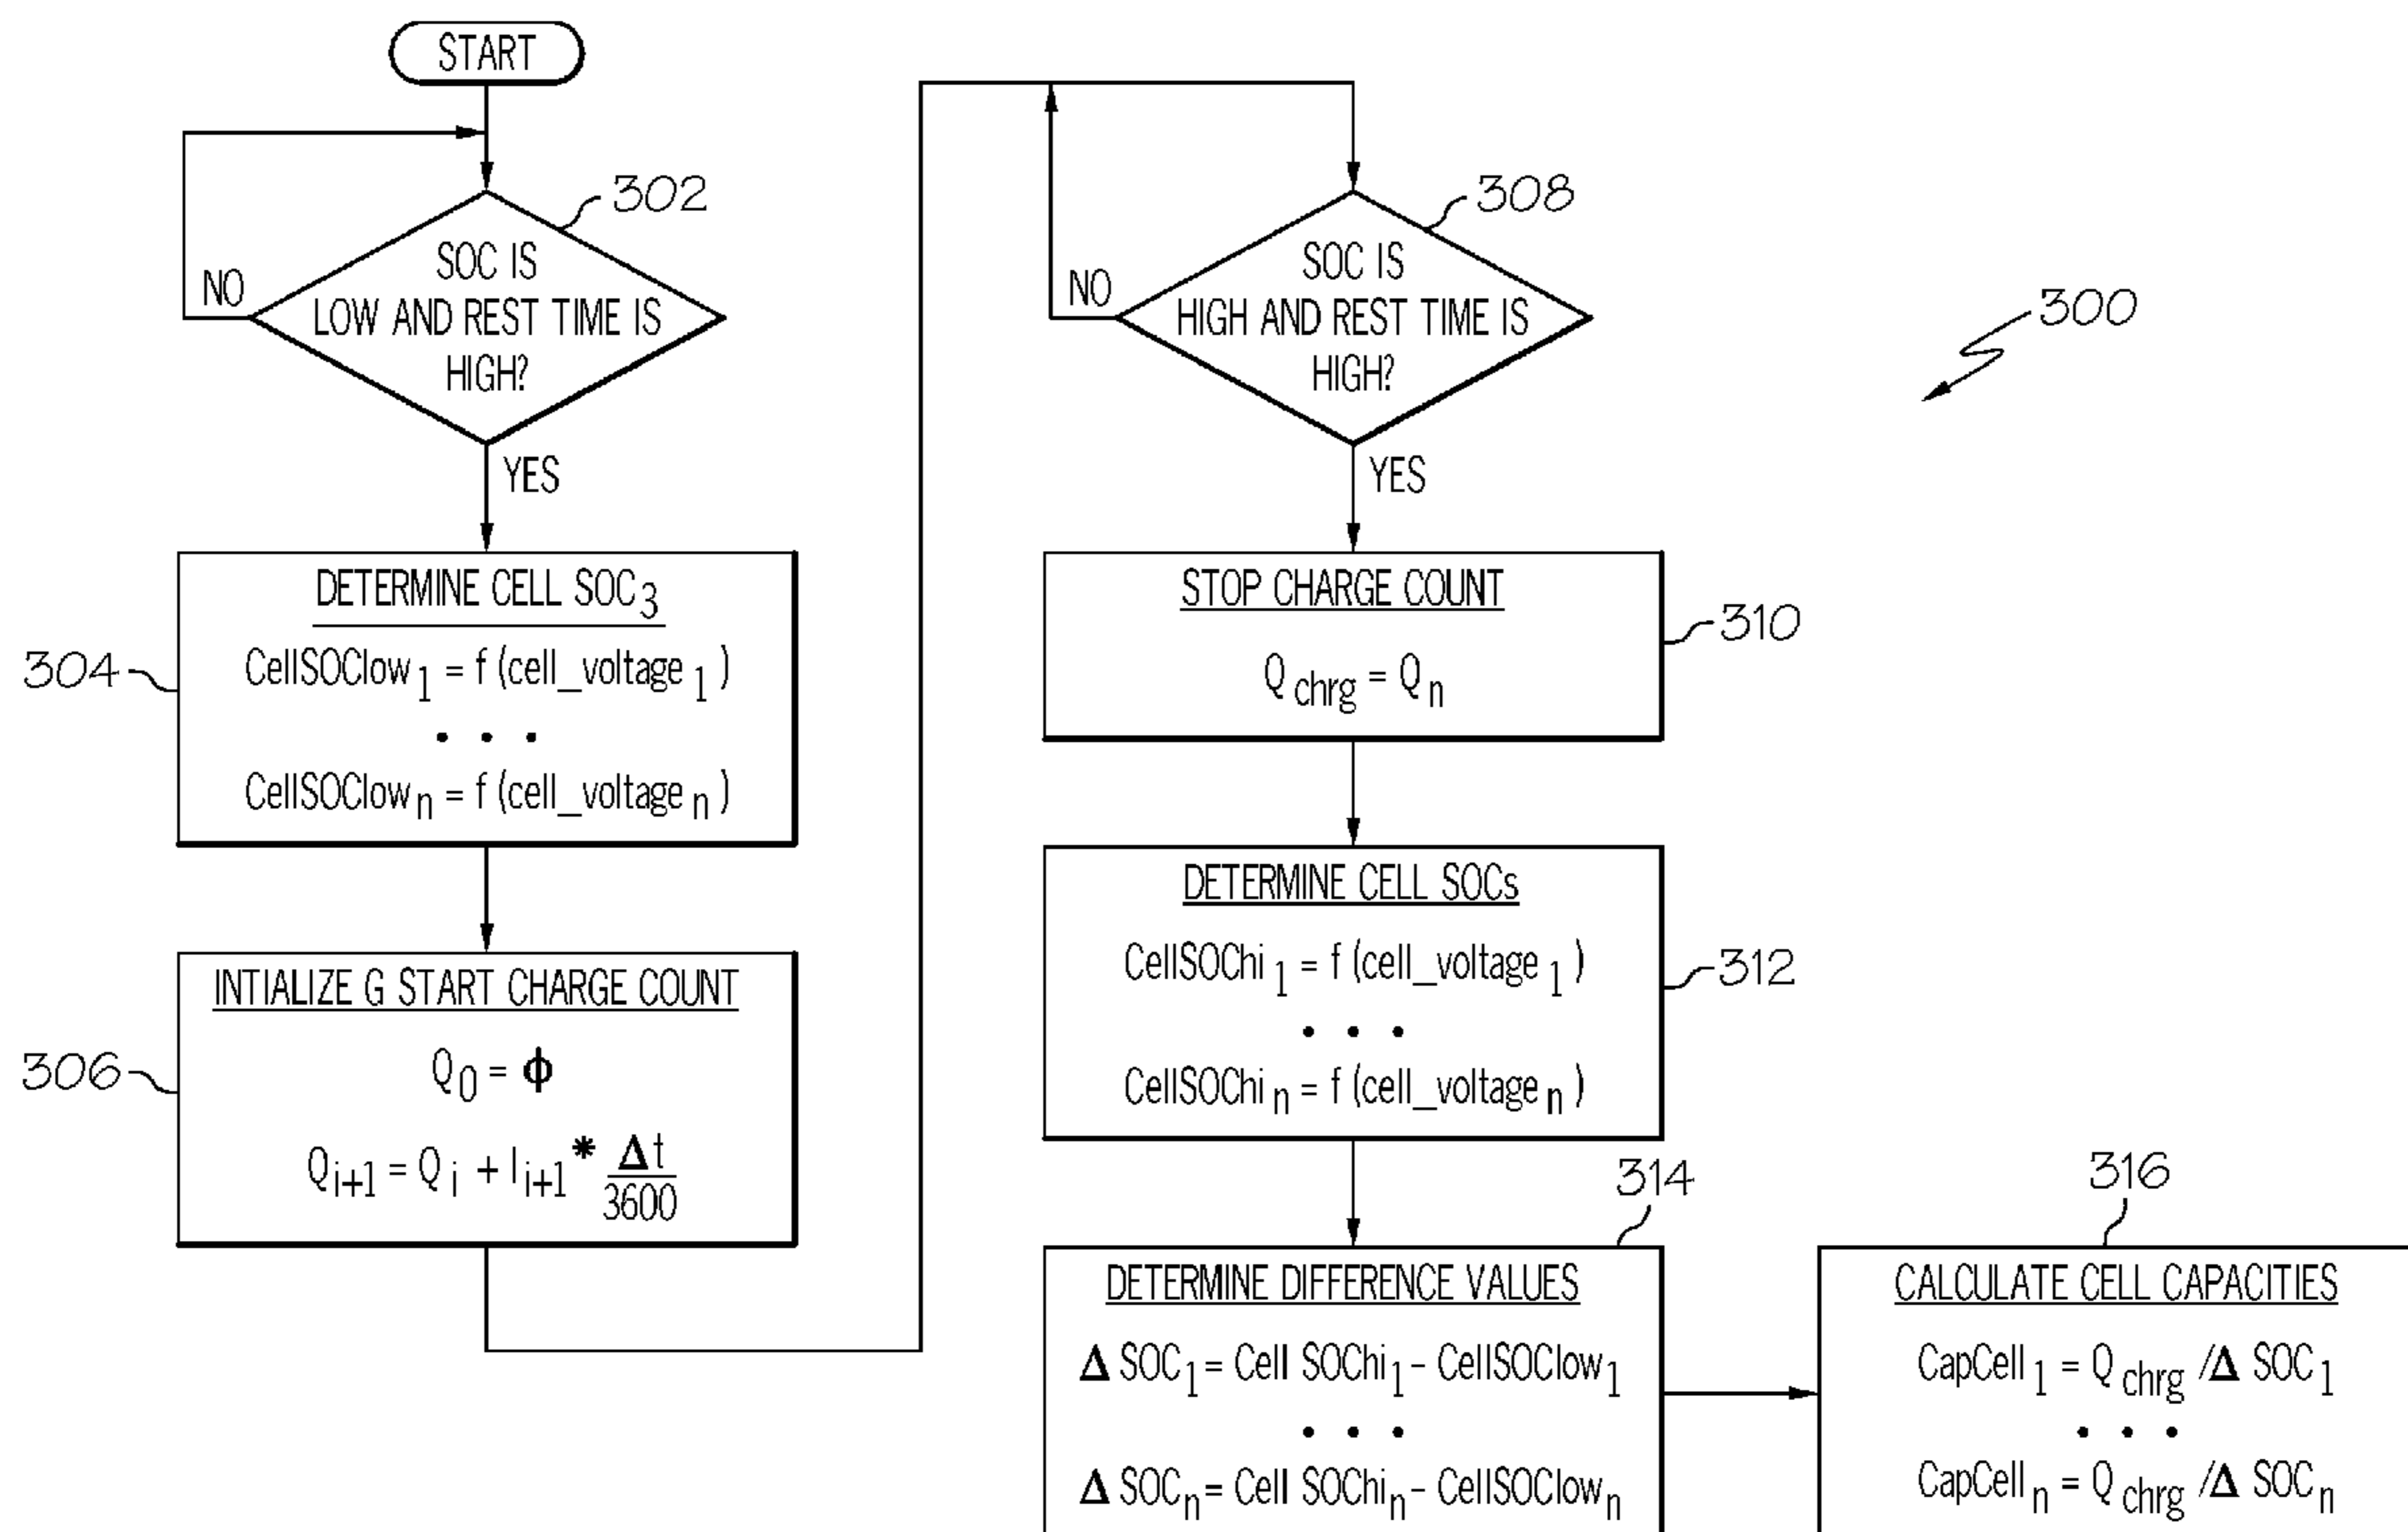 START
302
SOC IS
LOW AND REST TIME IS
HIGH?
NO
YES
304
DETERMINE CELL SOC3
CellSOClow1 = f (cell_voltage1)
. . .
CellSOClown = f (cell_voltagen)
306
INTIALIZE G START CHARGE COUNT
Q0 = ϕ
Qi+1 = Qi + Ii+1 * Δt/3600
308
SOC IS
HIGH AND REST TIME IS
HIGH?
NO
YES
300
310
STOP CHARGE COUNT
Qchrg = Qn
312
DETERMINE CELL SOCs
CellSOChi1 = f (cell_voltage1)
. . .
CellSOChin = f (cell_voltagen)
314
DETERMINE DIFFERENCE VALUES
Δ SOC1 = Cell SOChi1 - CellSOClow1
. . .
Δ SOCn = Cell SOChin - CellSOClown
316
CALCULATE CELL CAPACITIES
CapCell1 = Qchrg /Δ SOC1
. . .
CapCelln = Qchrg /Δ SOCn